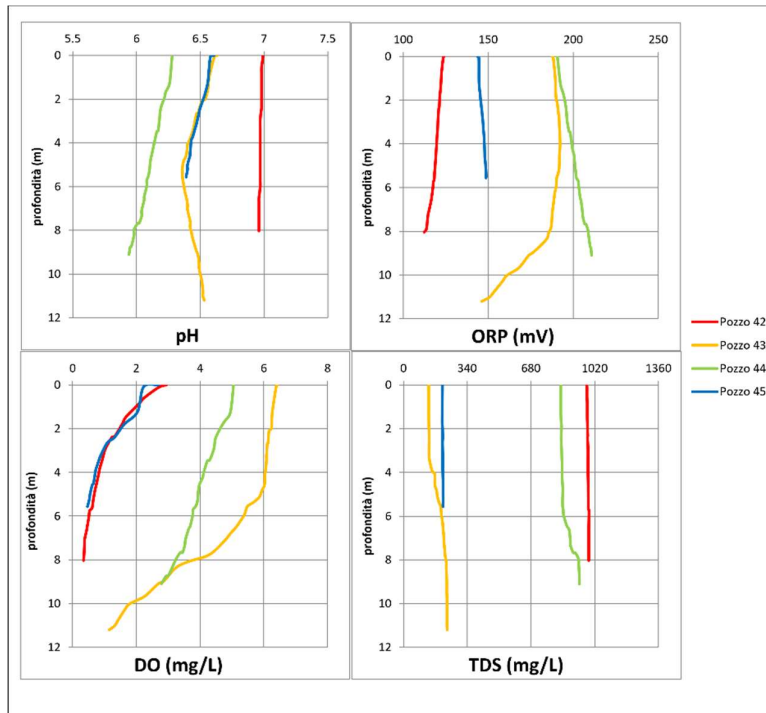 5.5 6 6.5 7 7.5
0
2
4
6
8
10
12
profondità (m)
pH
100 150 200 250
0
2
4
6
8
10
12
profondità (m)
ORP (mV)
0 2 4 6 8
0
2
4
6
8
10
12
profondità (m)
DO (mg/L)
0 340 680 1020 1360
0
2
4
6
8
10
12
profondità (m)
TDS (mg/L)
Pozzo 42
Pozzo 43
Pozzo 44
Pozzo 45